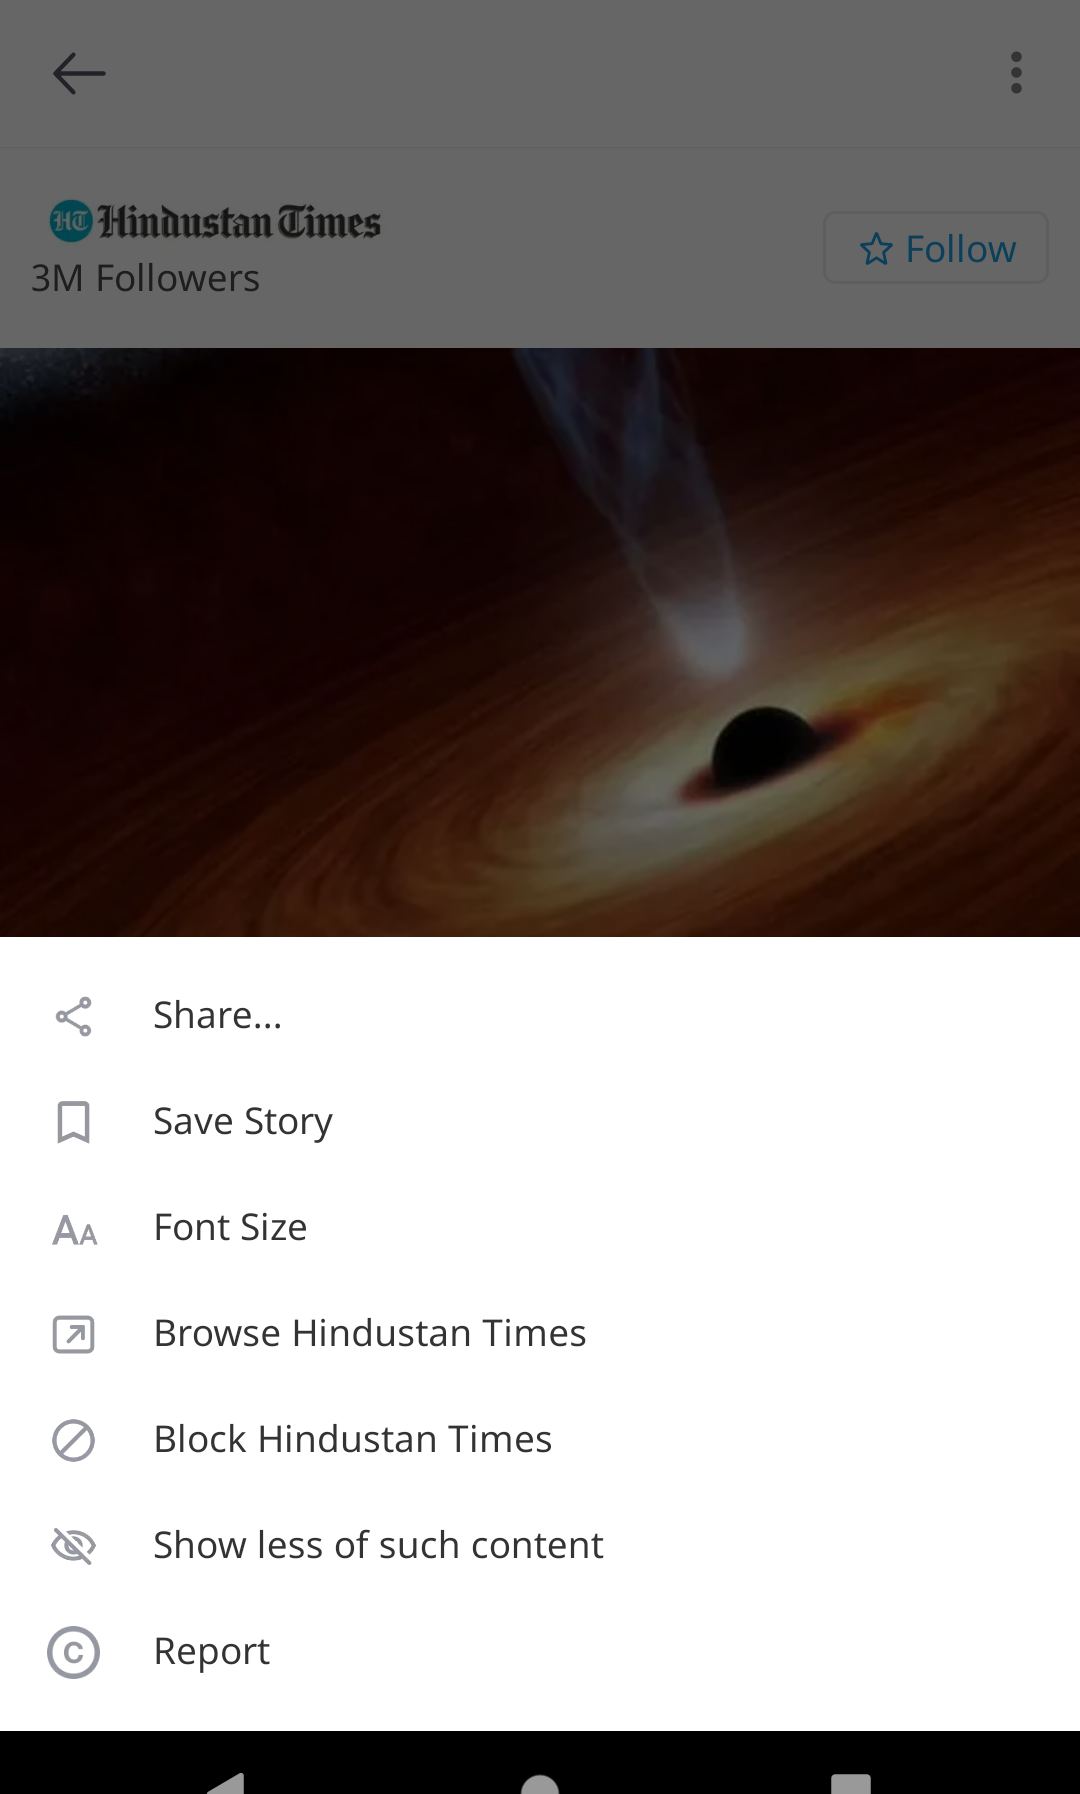 HT Hindustan Times
3M Followers
Follow
Share...
Save Story
AA Font Size
Browse Hindustan Times
Block Hindustan Times
Show less of such content
C Report